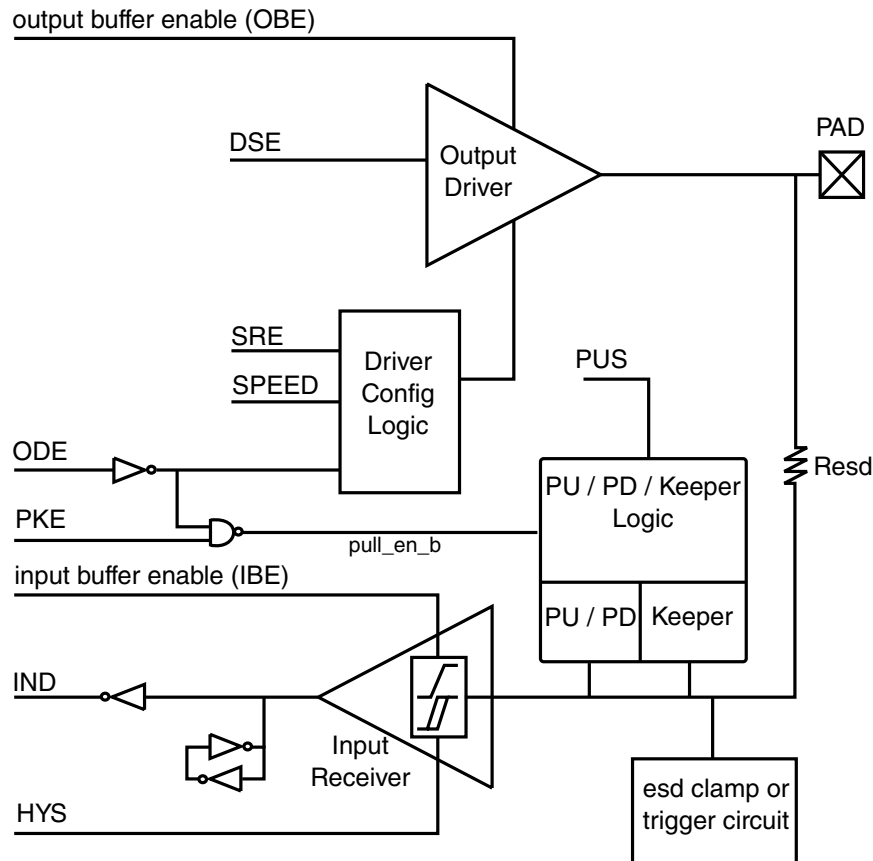 output buffer enable (OBE)
DSE
Output
Driver
PAD
SRE
SPEED
Driver
Config
Logic
PUS
ODE
PKE
pull_en_b
PU / PD / Keeper
Logic
Resd
input buffer enable (IBE)
PU / PD
Keeper
IND
Input
Receiver
HYS
esd clamp or
trigger circuit